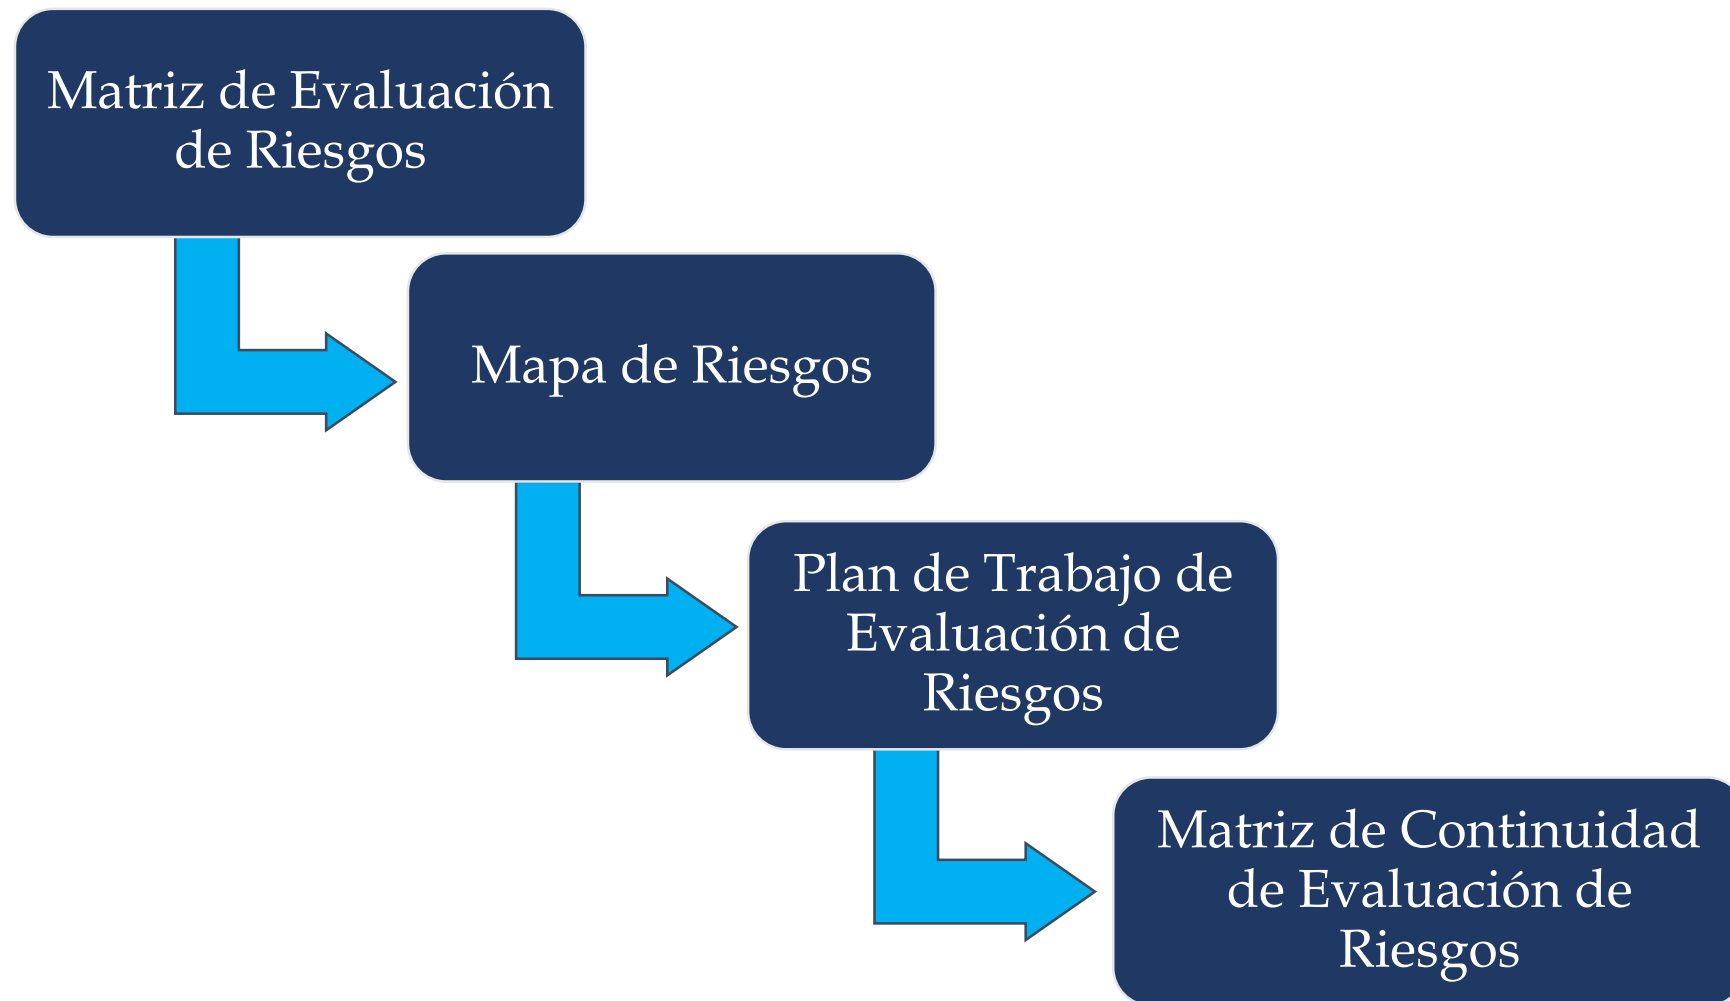 Matriz de Evaluación
de Riesgos
Mapa de Riesgos
Plan de Trabajo de
Evaluación de
Riesgos
Matriz de Continuidad
de Evaluación de
Riesgos